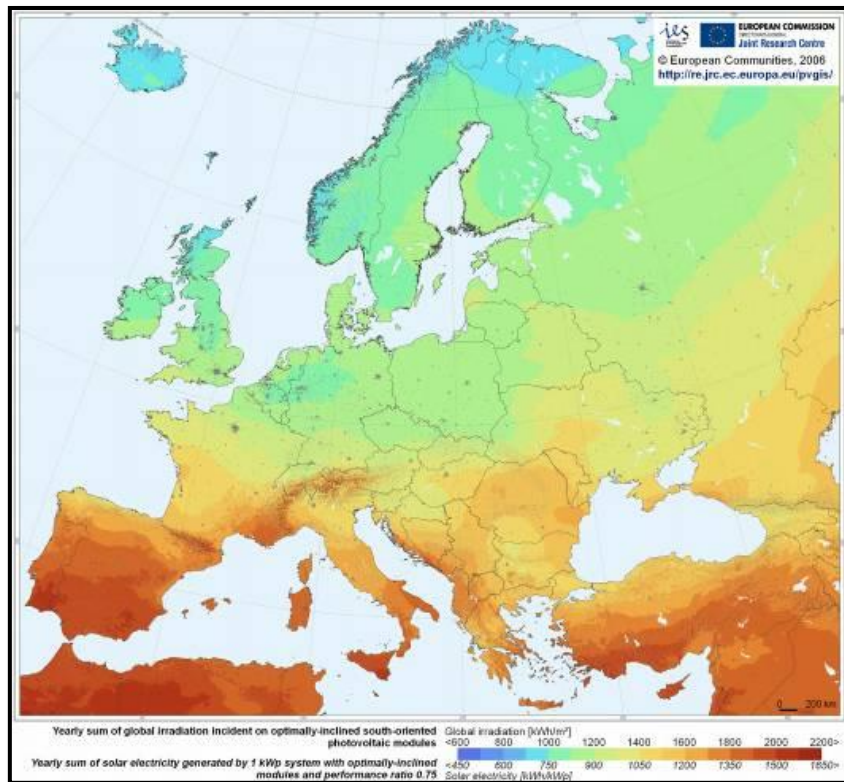 ies
EUROPEAN COMMISSION
DIRECTORATE-GENERAL
Joint Research Centre
© European Communities, 2006
http://re.jrc.ec.europa.eu/pvgis/
0 200 km
Yearly sum of global irradiation incident on optimally-inclined south-oriented
photovoltaic modules
Yearly sum of solar electricity generated by 1 kWp system with optimally-inclined
modules and performance ratio 0.75
Global irradiation [kWh/m²]
<600 800 1000 1200 1400 1600 1800 2000 2200>
<450 600 750 900 1050 1200 1350 1500 1650>
Solar electricity [kWh/kWp]